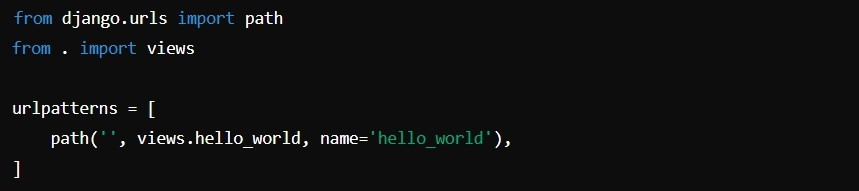 from django.urls import path
from . import views
urlpatterns = [
    path('', views.hello_world, name='hello_world'),
]